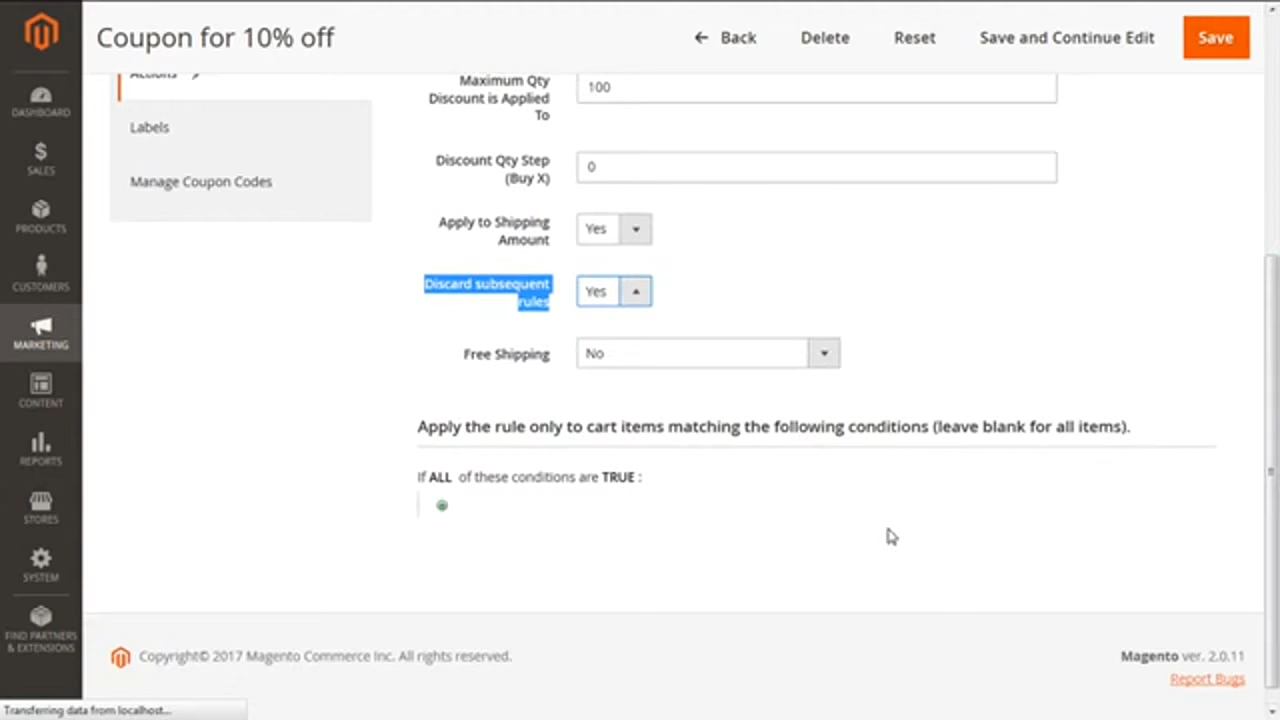 Coupon for 10% off
Back
Delete
Reset
Save and Continue Edit
Save
DASHBOARD
SALES
PRODUCTS
CUSTOMERS
MARKETING
CONTENT
REPORTS
STORES
SYSTEM
FIND PARTNERS
& EXTENSIONS
Actions
Labels
Manage Coupon Codes
Maximum Qty
Discount is Applied
To
100
Discount Qty Step
(Buy X)
0
Apply to Shipping
Amount
Yes
Discard subsequent
rules
Yes
Free Shipping
No
Apply the rule only to cart items matching the following conditions (leave blank for all items).
If ALL of these conditions are TRUE :
Copyright© 2017 Magento Commerce Inc. All rights reserved.
Magento ver. 2.0.11
Report Bugs
Transferring data from localhost...